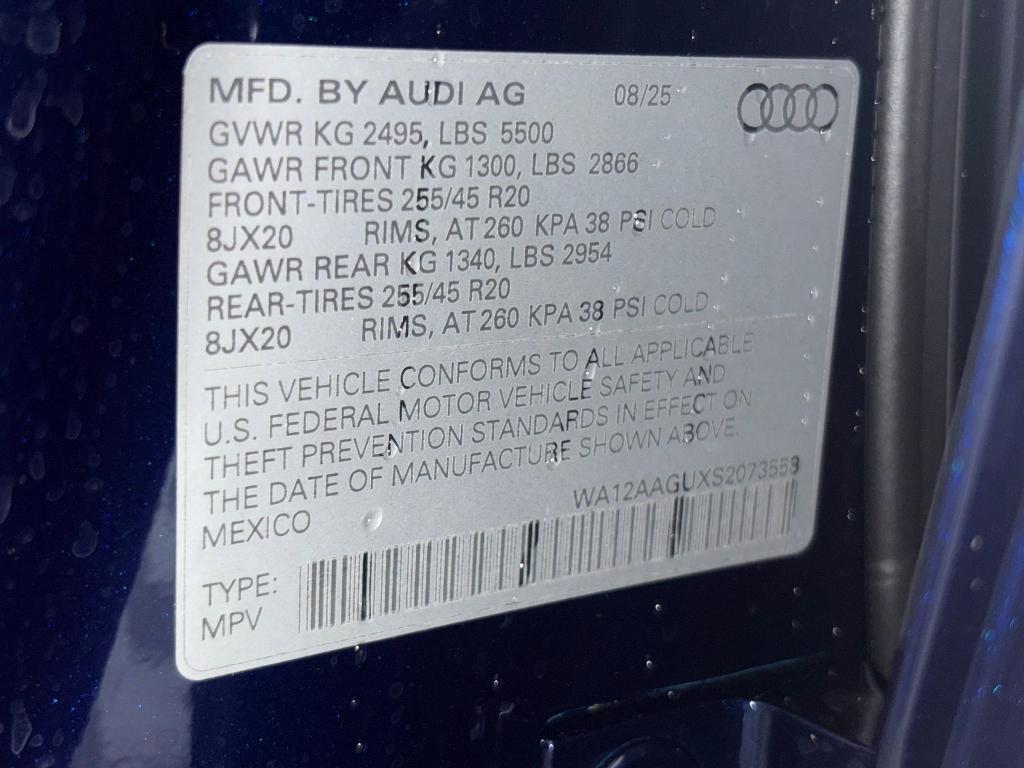 MFD. BY AUDI AG 08/25
GVWR KG 2495, LBS 5500
GAWR FRONT KG 1300, LBS 2866
FRONT-TIRES 255/45 R20
8JX20 RIMS, AT 260 KPA 38 PSI COLD
GAWR REAR KG 1340, LBS 2954
REAR-TIRES 255/45 R20
8JX20 RIMS, AT 260 KPA 38 PSI COLD
THIS VEHICLE CONFORMS TO ALL APPLICABLE
U.S. FEDERAL MOTOR VEHICLE SAFETY AND
THEFT PREVENTION STANDARDS IN EFFECT ON
THE DATE OF MANUFACTURE SHOWN ABOVE.
MEXICO WA12AAGUXS2073553
TYPE:
MPV